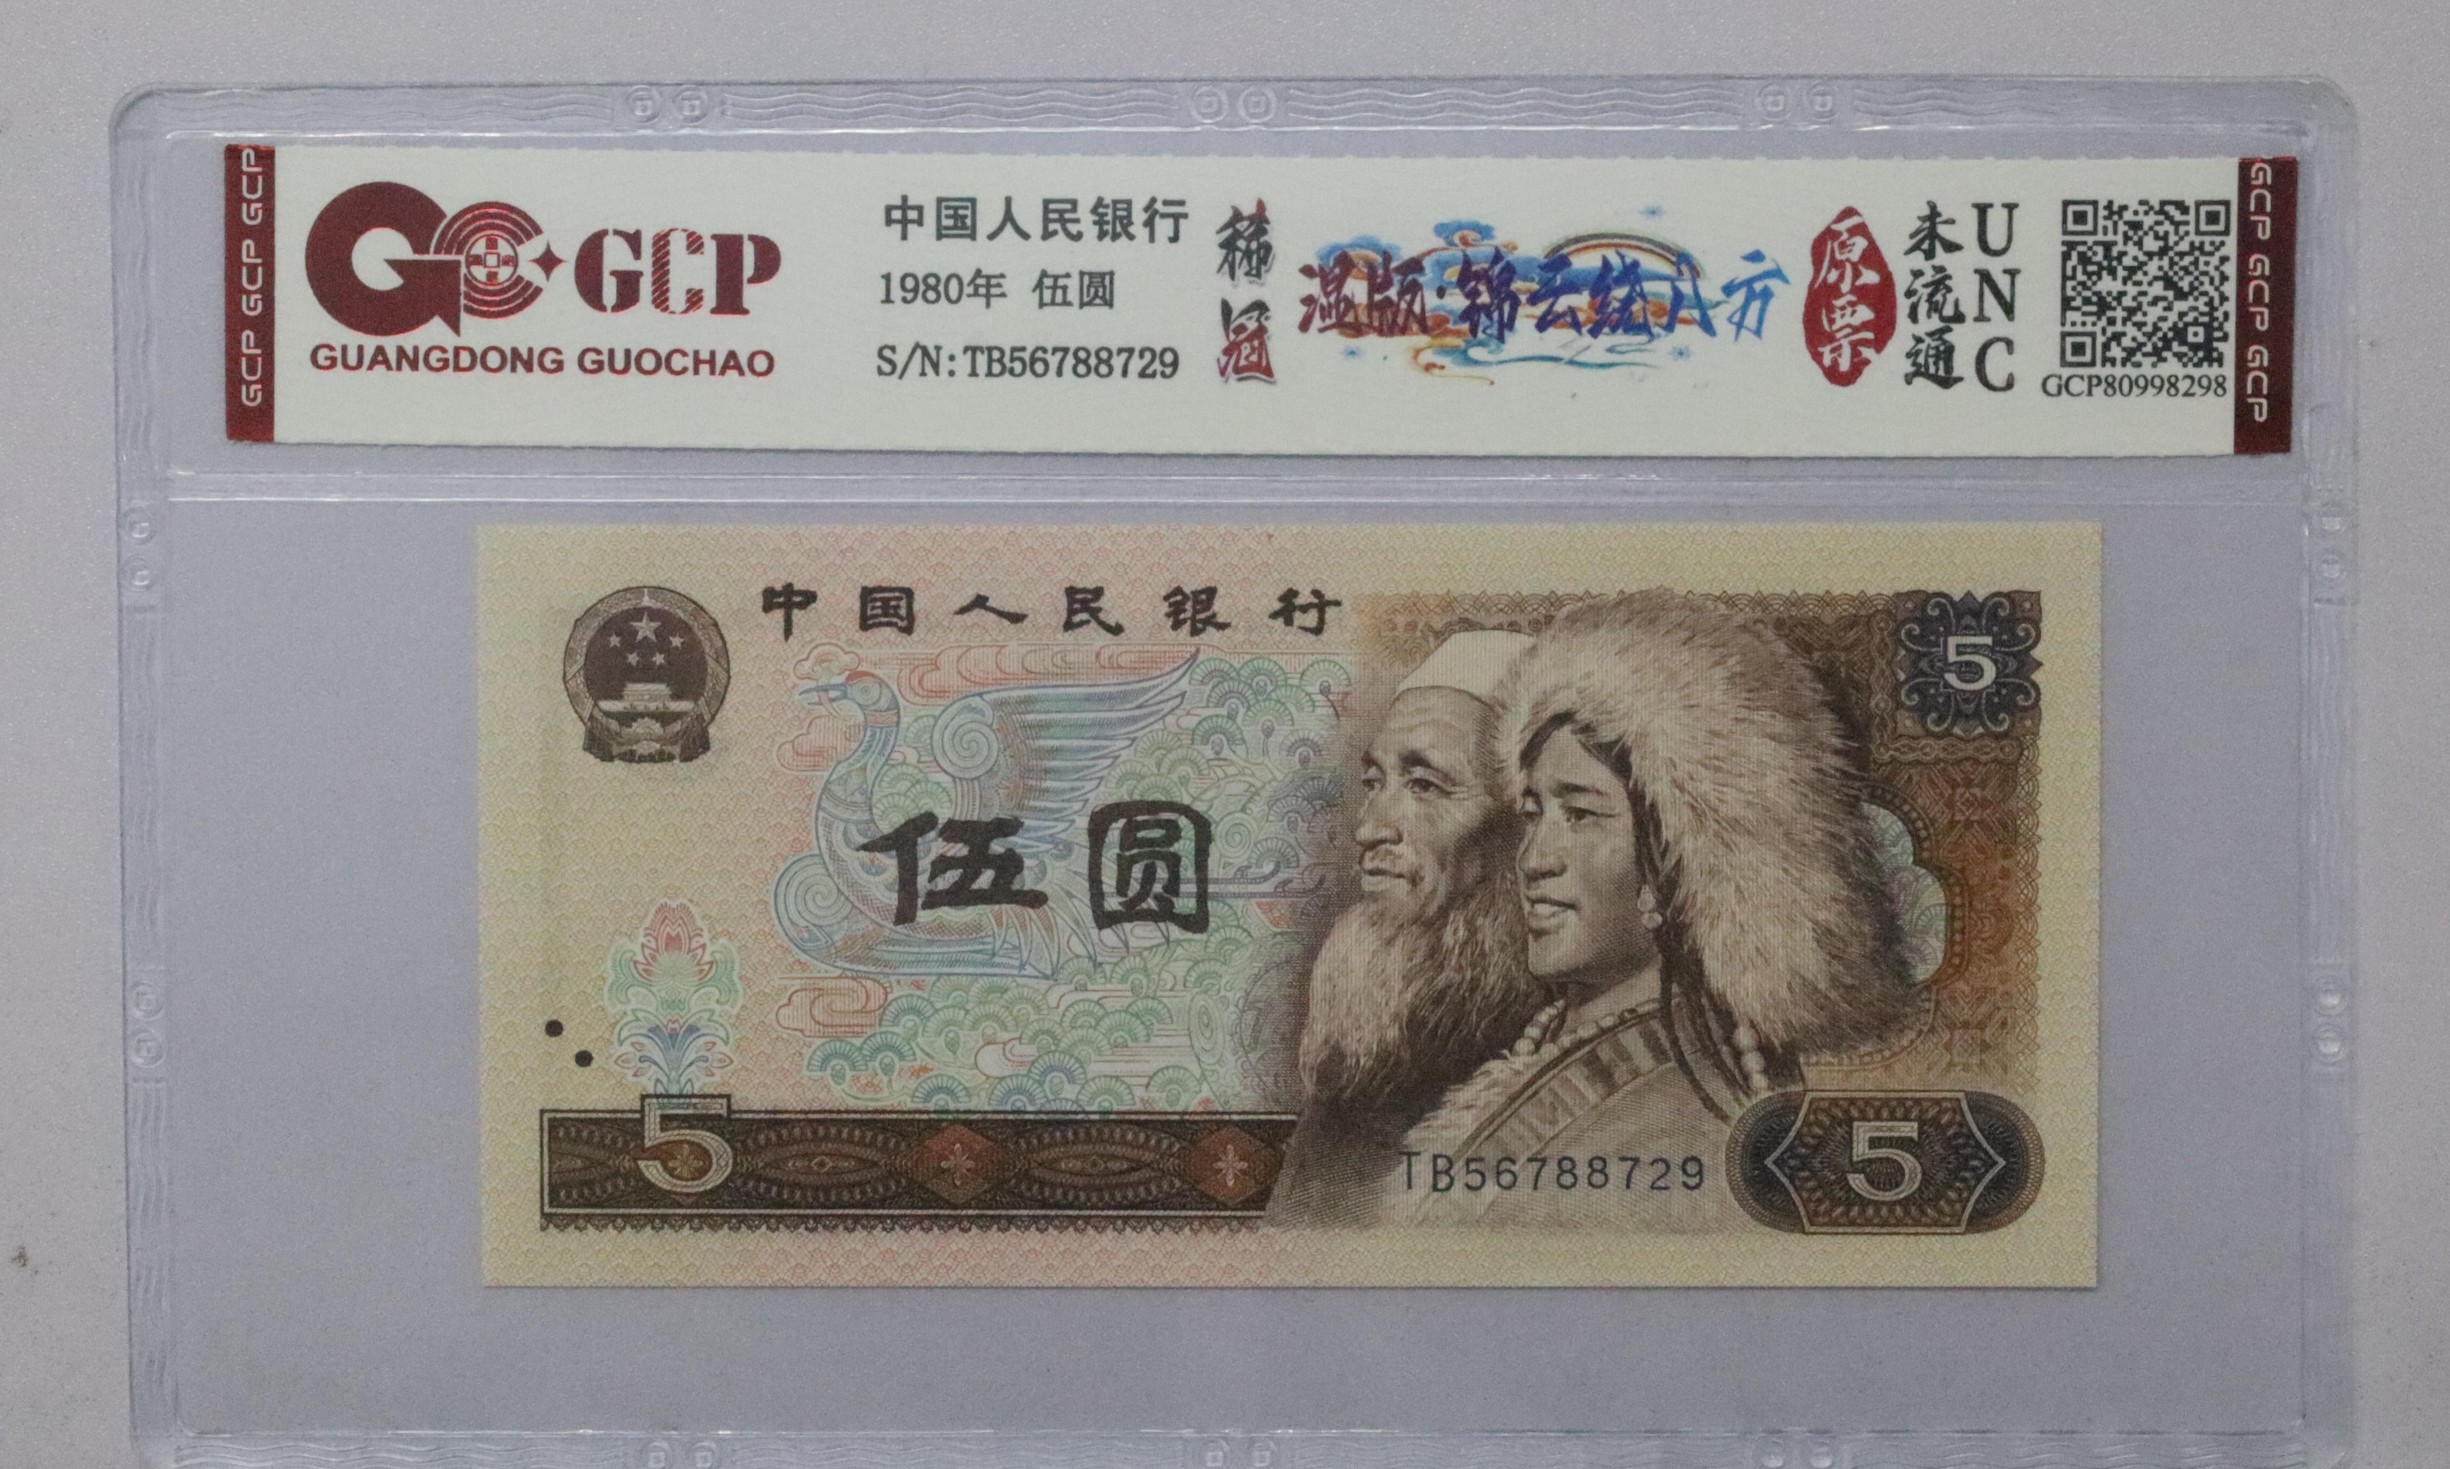 GCP GCP GCP
GCP
GUANGDONG GUOCHAO
中国人民银行
1980年 伍圆
S/N:TB56788729
稀冠
温版·锦云绕八方
原票
未流通
UNC
GCP80998298
GCP GCP GCP
中国人民银行
5
伍圆
5
TB56788729
5